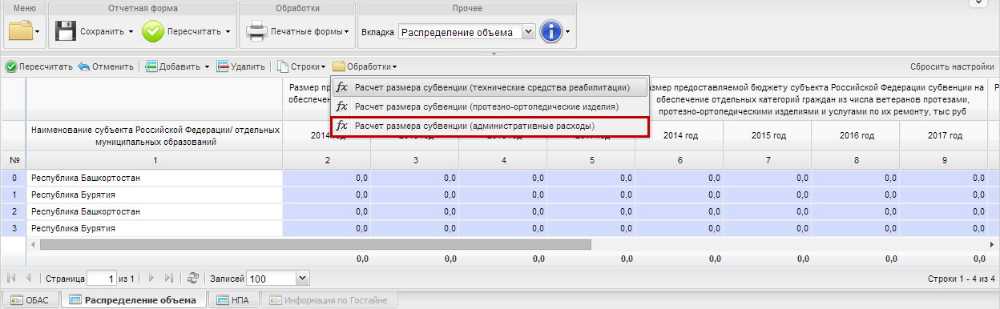 Меню
Отчетная форма
Обработки
Прочее
Сохранить
Пересчитать
Печатные формы
Вкладка
Распределение объема
Пересчитать
Отменить
Добавить
Удалить
Строки
Обработки
Сбросить настройки
fx Расчет размера субвенции (технические средства реабилитации)
fx Расчет размера субвенции (протезно-ортопедические изделия)
fx Расчет размера субвенции (административные расходы)
Размер пр
обеспечен
змер предоставляемой бюджету субъекта Российской Федерации субвенции на
обеспечение отдельных категорий граждан из числа ветеранов протезами,
протезно-ортопедическими изделиями и услугами по их ремонту, тыс руб
Наименование субъекта Российской Федерации/ отдельных
муниципальных образований
2014 год
2014 год 2015 год 2016 год 2017 год
№ 1 2 3 4 5 6 7 8 9
0 Республика Башкортостан 0,0 0,0 0,0 0,0 0,0 0,0 0,0 0,0
1 Республика Бурятия 0,0 0,0 0,0 0,0 0,0 0,0 0,0 0,0
2 Республика Башкортостан 0,0 0,0 0,0 0,0 0,0 0,0 0,0 0,0
3 Республика Бурятия 0,0 0,0 0,0 0,0 0,0 0,0 0,0 0,0
0,0 0,0 0,0 0,0 0,0 0,0 0,0 0,0
Страница 1 из 1
Записей 100
Строки 1 - 4 из 4
ОБАС
Распределение объема
НПА
Информация по Госзайне